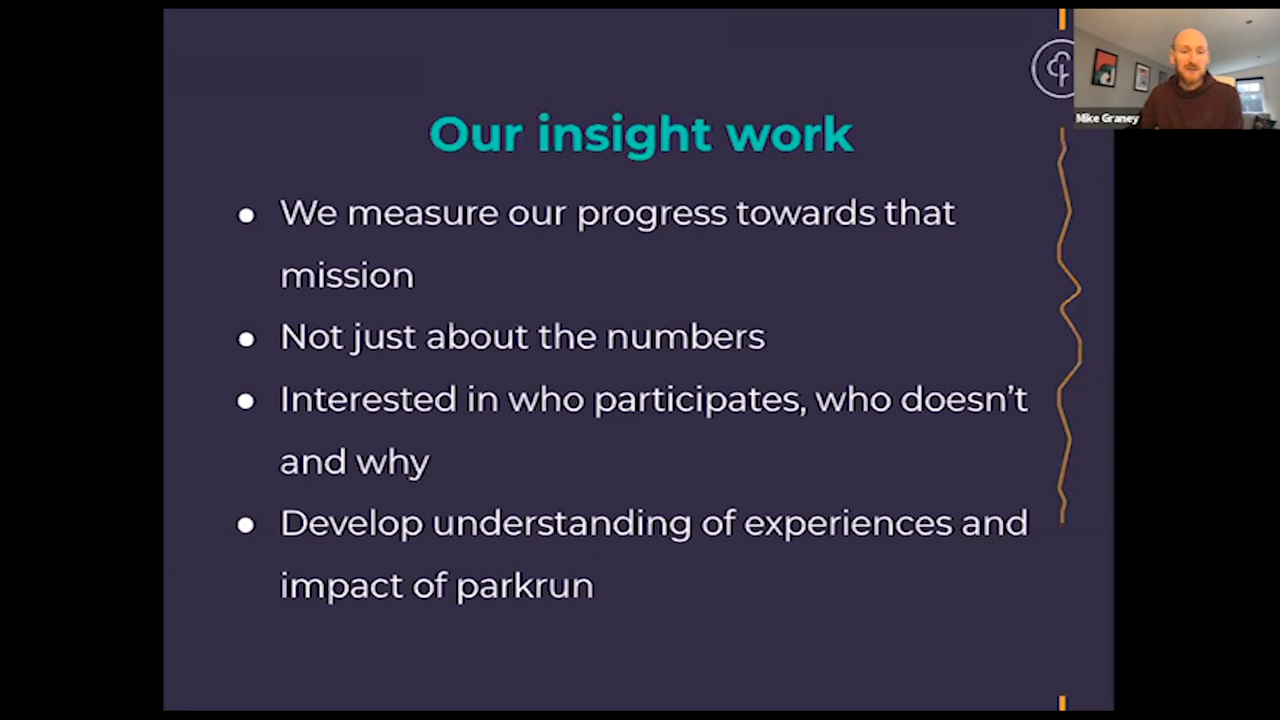 Our insight work
● We measure our progress towards that
mission
● Not just about the numbers
● Interested in who participates, who doesn’t
and why
● Develop understanding of experiences and
impact of parkrun
Mike Graney